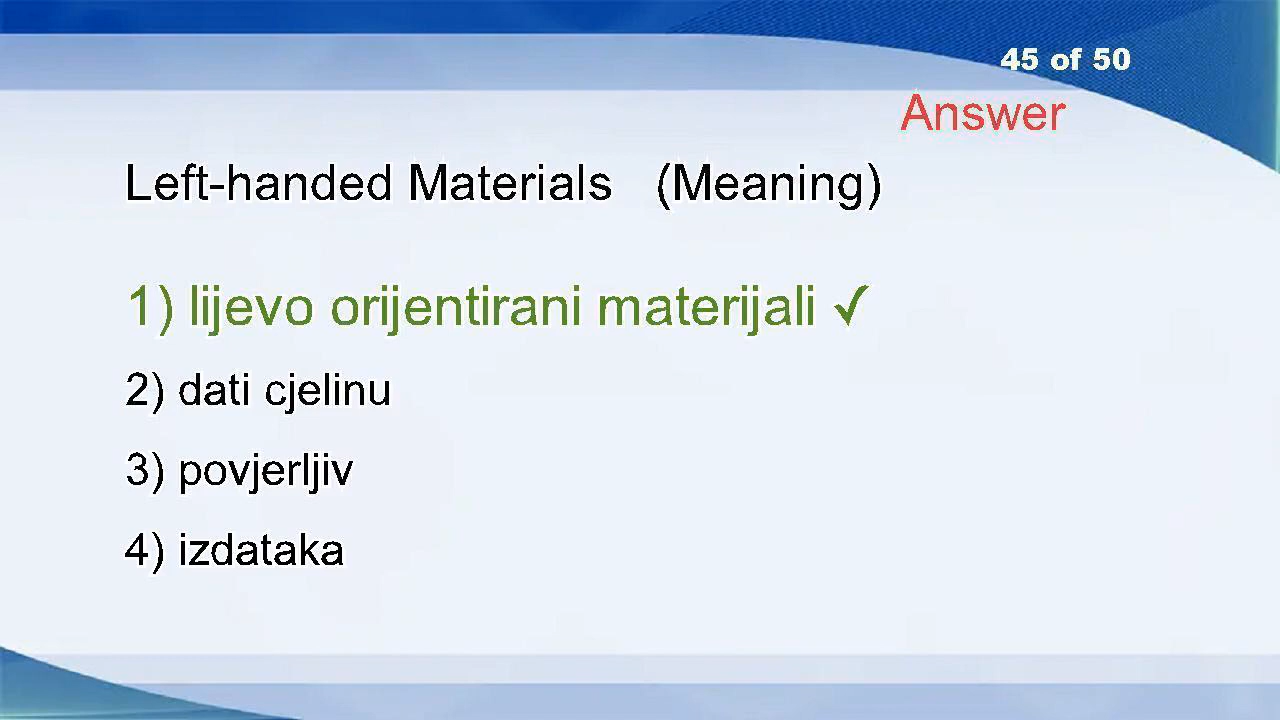 45 of 50
Answer
Left-handed Materials (Meaning)
1) lijevo orijentirani materijali ✓
2) dati cjelinu
3) povjerljiv
4) izdataka